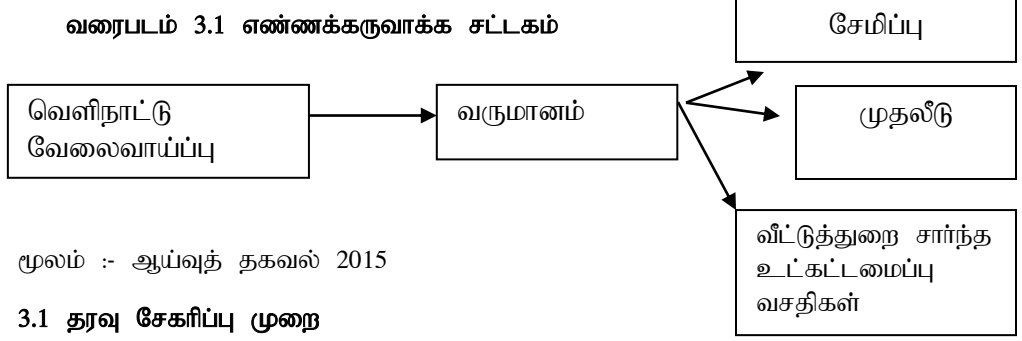 வரைபடம் 3.1 எண்ணக்கருவாக்க சட்டகம்
சேமிப்பு
வெளிநாட்டு
வேலைவாய்ப்பு
வருமானம்
முதலீடு
வீட்டுத்துறை சார்ந்த
உட்கட்டமைப்பு
வசதிகள்
மூலம் :- ஆய்வுத் தகவல் 2015
3.1 தரவு சேகரிப்பு முறை